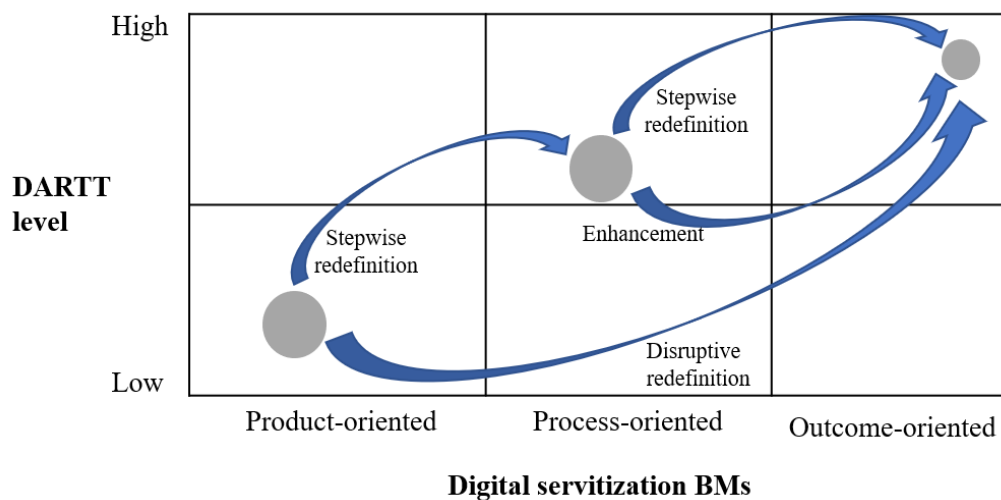 High
Stepwise
redefinition
DARTT
level
Stepwise
redefinition
Enhancement
Disruptive
redefinition
Low
Product-oriented
Process-oriented
Outcome-oriented
Digital servitization BMs